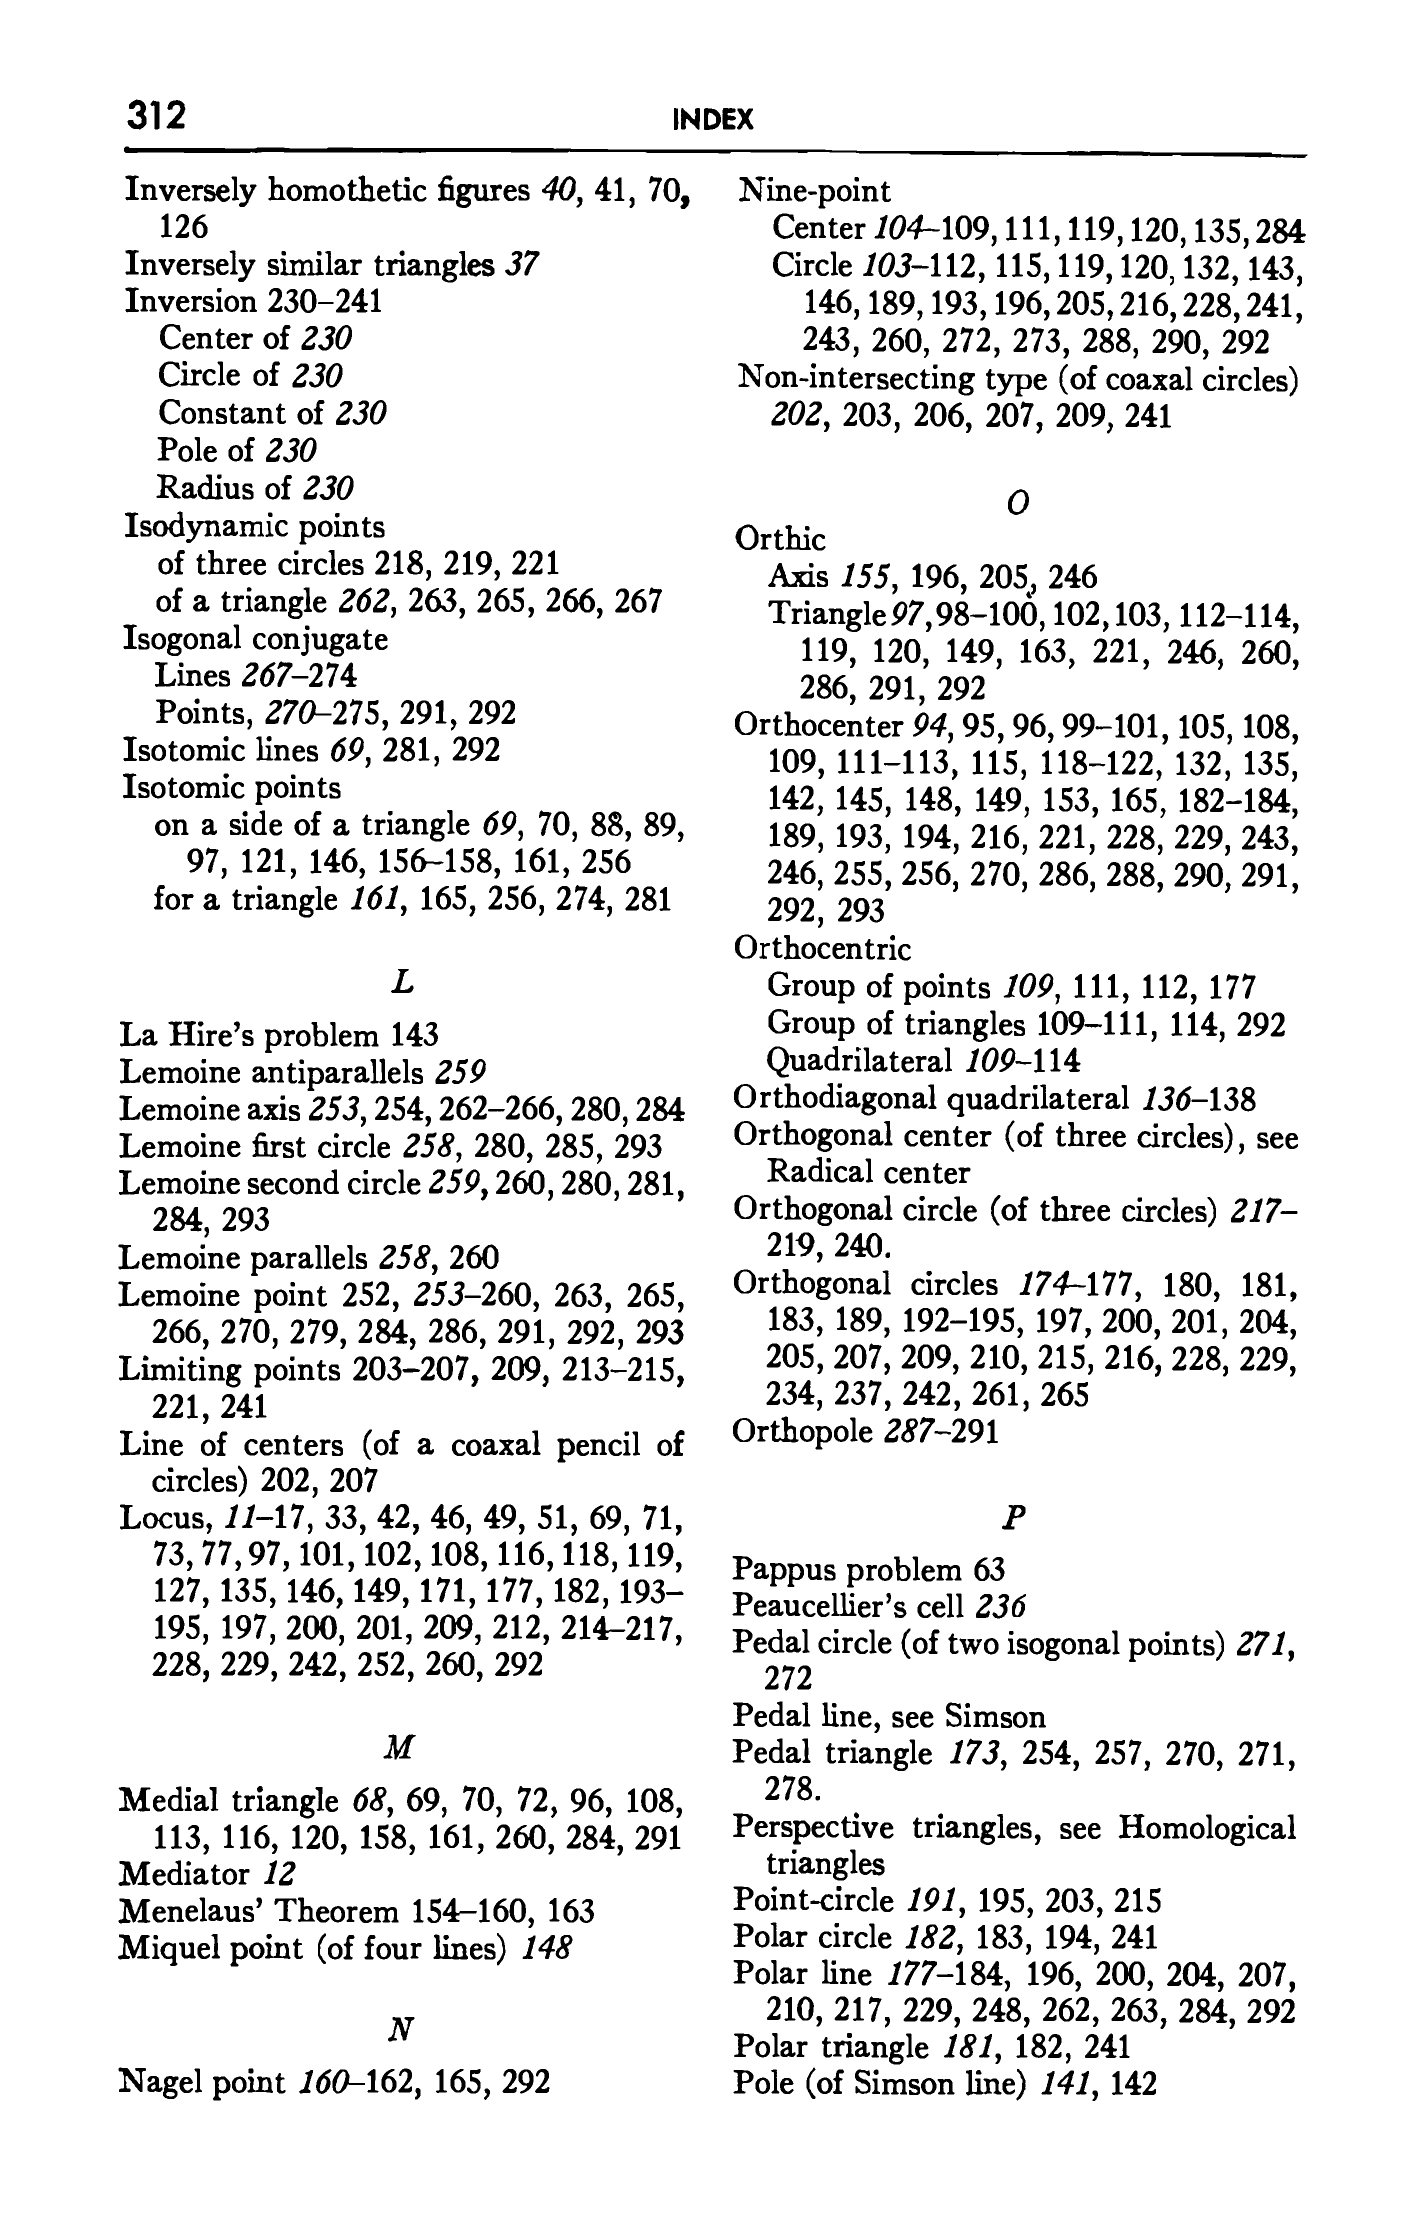 312
INDEX
Inversely homothetic figures 40, 41, 70,
126
Inversely similar triangles 37
Inversion 230–241
Center of 230
Circle of 230
Constant of 230
Pole of 230
Radius of 230
Isodynamic points
of three circles 218, 219, 221
of a triangle 262, 263, 265, 266, 267
Isogonal conjugate
Lines 267–274
Points, 270–275, 291, 292
Isotomic lines 69, 281, 292
Isotomic points
on a side of a triangle 69, 70, 88, 89,
97, 121, 146, 156–158, 161, 256
for a triangle 161, 165, 256, 274, 281
L
La Hire's problem 143
Lemoine antiparallels 259
Lemoine axis 253, 254, 262–266, 280, 284
Lemoine first circle 258, 280, 285, 293
Lemoine second circle 259, 260, 280, 281,
284, 293
Lemoine parallels 258, 260
Lemoine point 252, 253–260, 263, 265,
266, 270, 279, 284, 286, 291, 292, 293
Limiting points 203–207, 209, 213–215,
221, 241
Line of centers (of a coaxal pencil of
circles) 202, 207
Locus, 11–17, 33, 42, 46, 49, 51, 69, 71,
73, 77, 97, 101, 102, 108, 116, 118, 119,
127, 135, 146, 149, 171, 177, 182, 193–
195, 197, 200, 201, 209, 212, 214–217,
228, 229, 242, 252, 260, 292
M
Medial triangle 68, 69, 70, 72, 96, 108,
113, 116, 120, 158, 161, 260, 284, 291
Mediator 12
Menelaus' Theorem 154–160, 163
Miquel point (of four lines) 148
N
Nagel point 160–162, 165, 292
Nine-point
Center 104–109, 111, 119, 120, 135, 284
Circle 103–112, 115, 119, 120, 132, 143,
146, 189, 193, 196, 205, 216, 228, 241,
243, 260, 272, 273, 288, 290, 292
Non-intersecting type (of coaxal circles)
202, 203, 206, 207, 209, 241
O
Orthic
Axis 155, 196, 205, 246
Triangle 97, 98–100, 102, 103, 112–114,
119, 120, 149, 163, 221, 246, 260,
286, 291, 292
Orthocenter 94, 95, 96, 99–101, 105, 108,
109, 111–113, 115, 118–122, 132, 135,
142, 145, 148, 149, 153, 165, 182–184,
189, 193, 194, 216, 221, 228, 229, 243,
246, 255, 256, 270, 286, 288, 290, 291,
292, 293
Orthocentric
Group of points 109, 111, 112, 177
Group of triangles 109–111, 114, 292
Quadrilateral 109–114
Orthodiagonal quadrilateral 136–138
Orthogonal center (of three circles), see
Radical center
Orthogonal circle (of three circles) 217–
219, 240.
Orthogonal circles 174–177, 180, 181,
183, 189, 192–195, 197, 200, 201, 204,
205, 207, 209, 210, 215, 216, 228, 229,
234, 237, 242, 261, 265
Orthopole 287–291
P
Pappus problem 63
Peaucellier's cell 236
Pedal circle (of two isogonal points) 271,
272
Pedal line, see Simson
Pedal triangle 173, 254, 257, 270, 271,
278.
Perspective triangles, see Homological
triangles
Point-circle 191, 195, 203, 215
Polar circle 182, 183, 194, 241
Polar line 177–184, 196, 200, 204, 207,
210, 217, 229, 248, 262, 263, 284, 292
Polar triangle 181, 182, 241
Pole (of Simson line) 141, 142